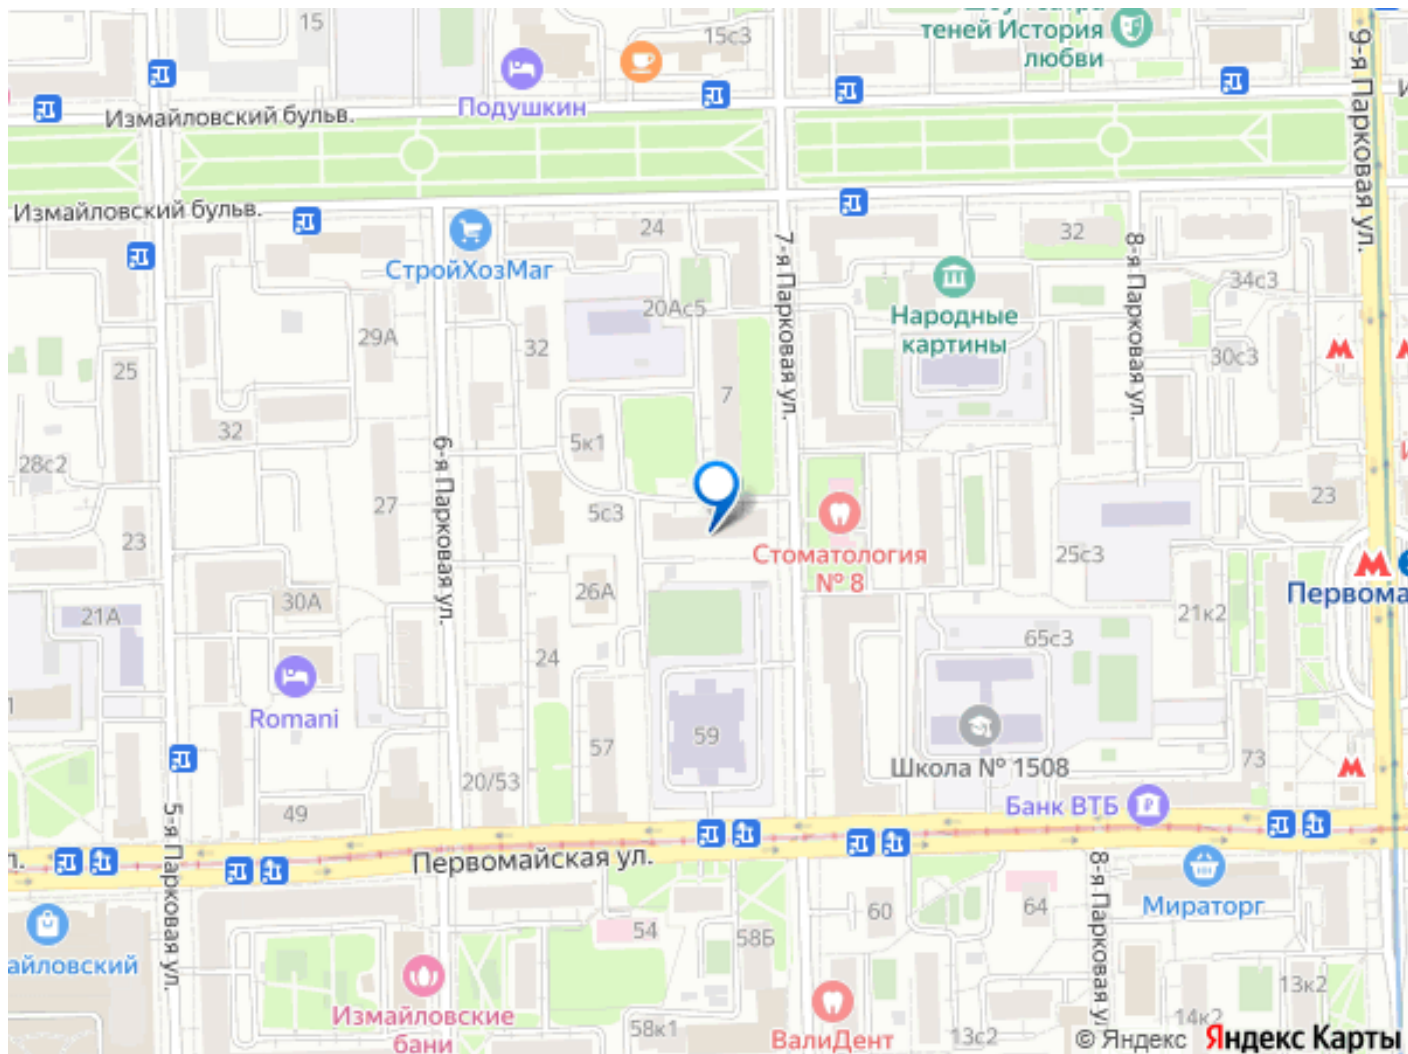 15
15с3
теней История
любви
Подушкин
Измайловский бульв.
9-я Парковая ул.
Измайловский бульв.
24
32
СтройХозМаг
7-я Парковая ул.
8-я Парковая ул.
34с3
20Ас5
Народные
картины
29А
32
30с3
25
7
32
5к1
28с2
6-я Парковая ул.
27
23
5с3
23
Стоматология
№ 8
25с3
Первома
26А
30А
21А
21к2
65с3
24
Romani
59
57
73
Школа № 1508
20/53
49
Банк ВТБ
5-я Парковая ул.
Первомайская ул.
8-я Парковая ул
Мираторг
60
64
54
58Б
айловский
Измайловские
бани
58к1
ВалиДент
13с2
14к2
13к2
© Яндекс Яндекс Карты